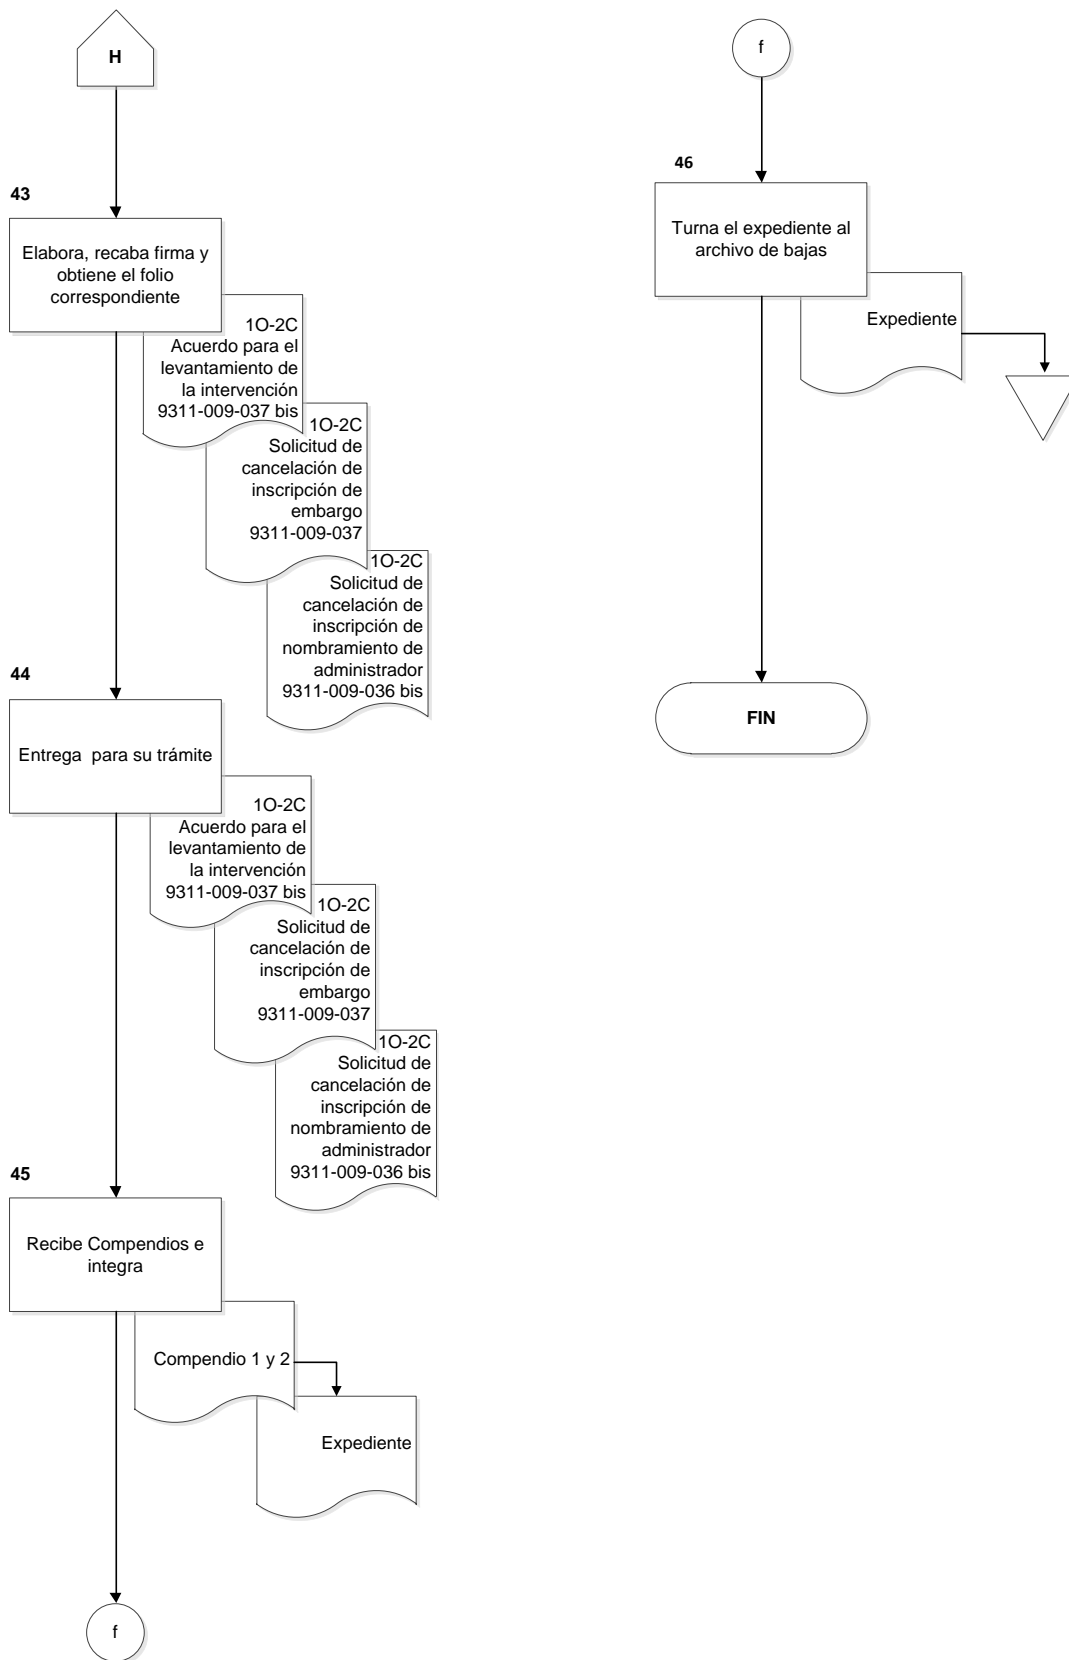 H
43
Elabora, recaba firma y
obtiene el folio
correspondiente
1O-2C
Acuerdo para el
levantamiento de
la intervención
9311-009-037 bis
1O-2C
Solicitud de
cancelación de
inscripción de
embargo
9311-009-037
1O-2C
Solicitud de
cancelación de
inscripción de
nombramiento de
administrador
9311-009-036 bis
44
Entrega  para su trámite
1O-2C
Acuerdo para el
levantamiento de
la intervención
9311-009-037 bis
1O-2C
Solicitud de
cancelación de
inscripción de
embargo
9311-009-037
1O-2C
Solicitud de
cancelación de
inscripción de
nombramiento de
administrador
9311-009-036 bis
45
Recibe Compendios e
integra
Compendio 1 y 2
Expediente
f
f
46
Turna el expediente al
archivo de bajas
Expediente
FIN